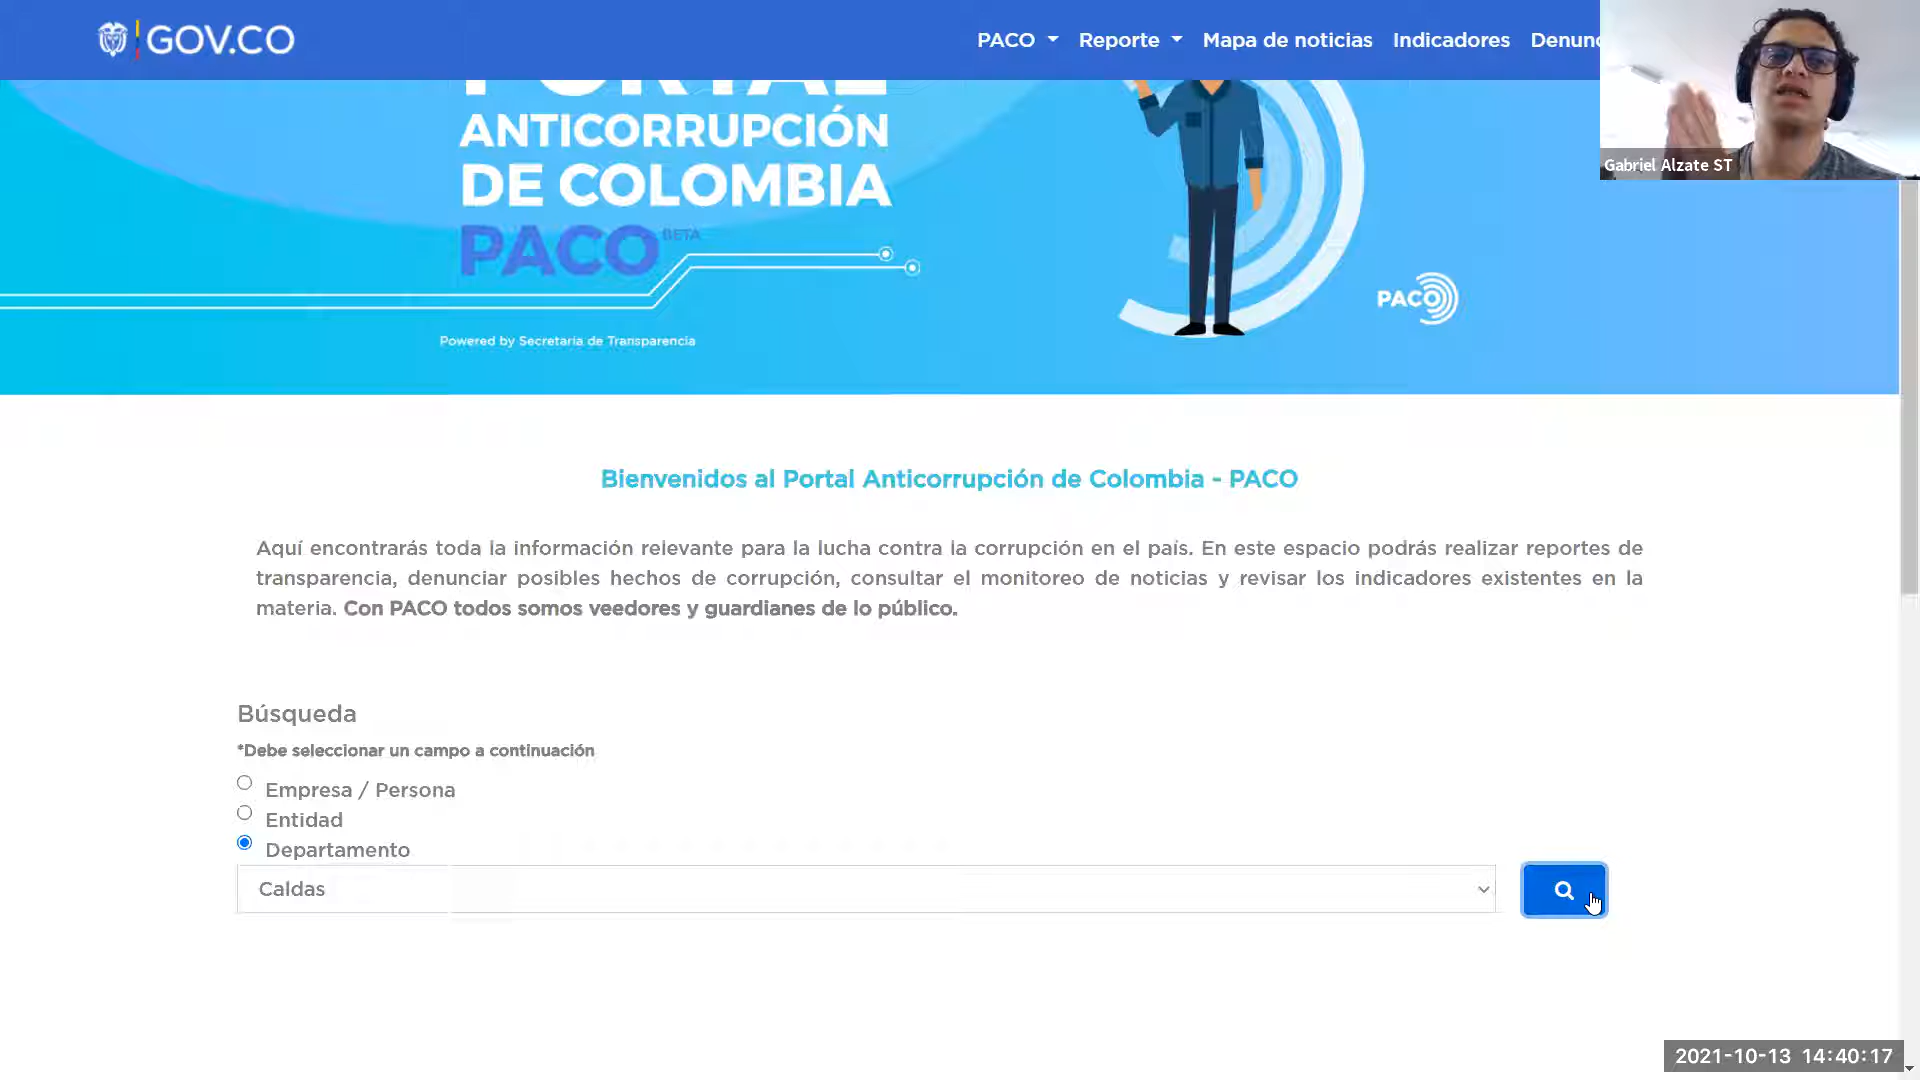 GOV.CO
PACO
Reporte
Mapa de noticias
Indicadores
Gabriel Alzate ST
PORTAL
ANTICORRUPCIÓN
DE COLOMBIA
PACO BETA
PACO
Powered by Secretaria de Transparencia
Bienvenidos al Portal Anticorrupción de Colombia - PACO
Aquí encontrarás toda la información relevante para la lucha contra la corrupción en el país. En este espacio podrás realizar reportes de
transparencia, denunciar posibles hechos de corrupción, consultar el monitoreo de noticias y revisar los indicadores existentes en la
materia. Con PACO todos somos veedores y guardianes de lo público.
Búsqueda
*Debe seleccionar un campo a continuación
Empresa / Persona
Entidad
Departamento
Caldas
2021-10-13 14:40:17